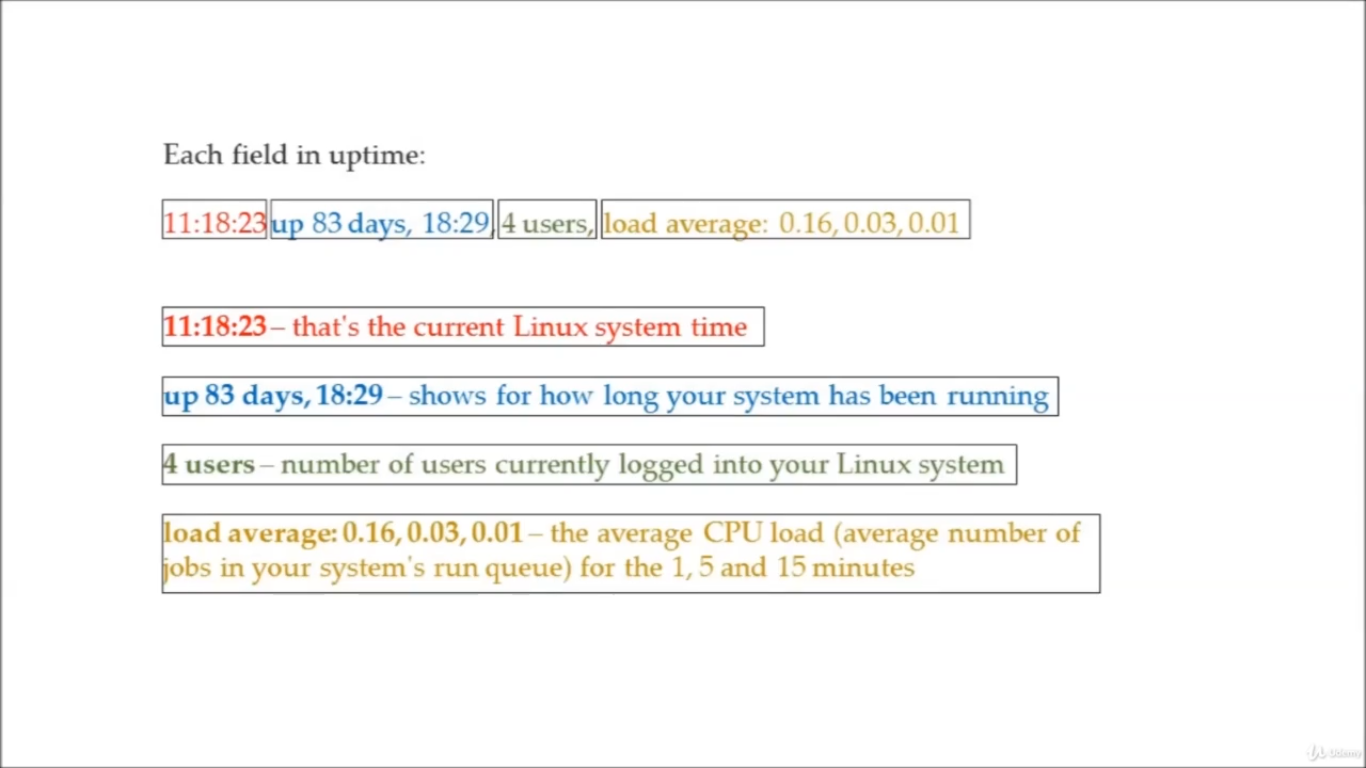 Each field in uptime:
11:18:23 up 83 days, 18:29, 4 users, load average: 0.16, 0.03, 0.01
11:18:23 – that's the current Linux system time
up 83 days, 18:29 – shows for how long your system has been running
4 users – number of users currently logged into your Linux system
load average: 0.16, 0.03, 0.01 – the average CPU load (average number of
jobs in your system's run queue) for the 1, 5 and 15 minutes
Udemy